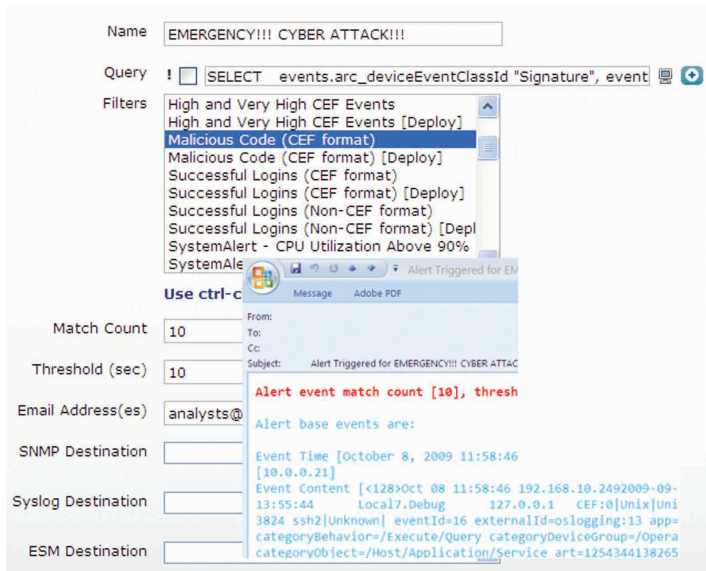 Name
EMERGENCY!!! CYBER ATTACK!!!
Query
! SELECT events.arc_deviceEventClassId "Signature", event
Filters
High and Very High CEF Events
High and Very High CEF Events [Deploy]
Malicious Code (CEF format)
Malicious Code (CEF format) [Deploy]
Successful Logins (CEF format)
Successful Logins (CEF format) [Deploy]
Successful Logins (Non-CEF format)
Successful Logins (Non-CEF format) [Depl
SystemAlert - CPU Utilization Above 90%
SystemAle
Use ctrl-c
Match Count
10
Threshold (sec)
10
Email Address(es)
analysts@
SNMP Destination
Syslog Destination
ESM Destination
Alert Triggered for EM
Message Adobe PDF
From:
To:
Cc:
Subject: Alert Triggered for EMERGENCY!!! CYBER ATTAC
Alert event match count [10], thresh
Alert base events are:
Event Time [October 8, 2009 11:58:46
[10.0.0.21]
Event Content [<128>Oct 08 11:58:46 192.168.10.2492009-09-
13:55:44 Local7.Debug 127.0.0.1 CEF:0|Unix|Uni
3824 ssh2|Unknown| eventId=16 externalId=oslogging:13 app=
categoryBehavior=/Execute/Query categoryDeviceGroup=/Opera
categoryObject=/Host/Application/Service art=1254344138265